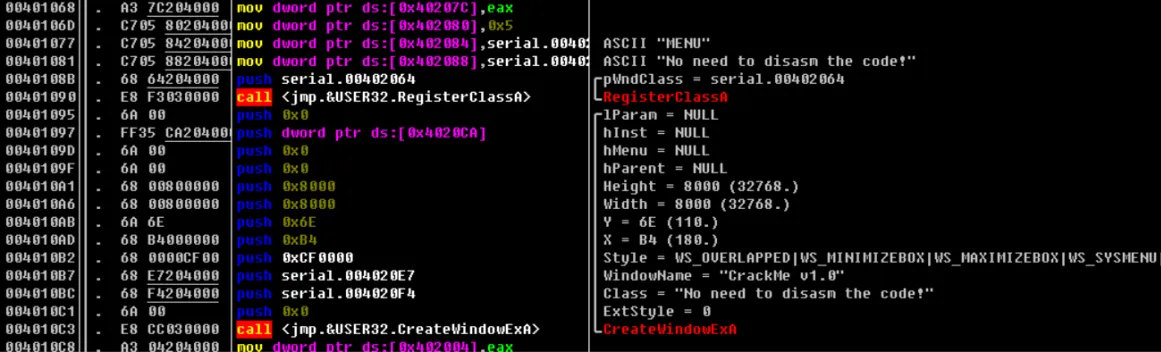 00401068 . A3 7C204000 mov dword ptr ds:[0x40207C],eax
0040106D . C705 80204000 mov dword ptr ds:[0x402080],0x5
00401077 . C705 84204000 mov dword ptr ds:[0x402084],serial.00402 ASCII "MENU"
00401081 . C705 88204000 mov dword ptr ds:[0x402088],serial.00402 ASCII "No need to disasm the code!"
0040108B . 68 64204000 push serial.00402064 pWndClass = serial.00402064
00401090 . E8 F3030000 call <jmp.&USER32.RegisterClassA> RegisterClassA
00401095 . 6A 00 push 0x0 lParam = NULL
00401097 . FF35 CA204000 push dword ptr ds:[0x4020CA] hInst = NULL
0040109D . 6A 00 push 0x0 hMenu = NULL
0040109F . 6A 00 push 0x0 hParent = NULL
004010A1 . 68 00800000 push 0x8000 Height = 8000 (32768.)
004010A6 . 68 00800000 push 0x8000 Width = 8000 (32768.)
004010AB . 6A 6E push 0x6E Y = 6E (110.)
004010AD . 68 B4000000 push 0xB4 X = B4 (180.)
004010B2 . 68 0000CF00 push 0xCF0000 Style = WS_OVERLAPPED|WS_MINIMIZEBOX|WS_MAXIMIZEBOX|WS_SYSMENU|
004010B7 . 68 E7204000 push serial.004020E7 WindowName = "CrackMe v1.0"
004010BC . 68 F4204000 push serial.004020F4 Class = "No need to disasm the code!"
004010C1 . 6A 00 push 0x0 ExtStyle = 0
004010C3 . E8 CC030000 call <jmp.&USER32.CreateWindowExA> CreateWindowExA
004010C8 . A3 04204000 mov dword ptr ds:[0x402004],eax